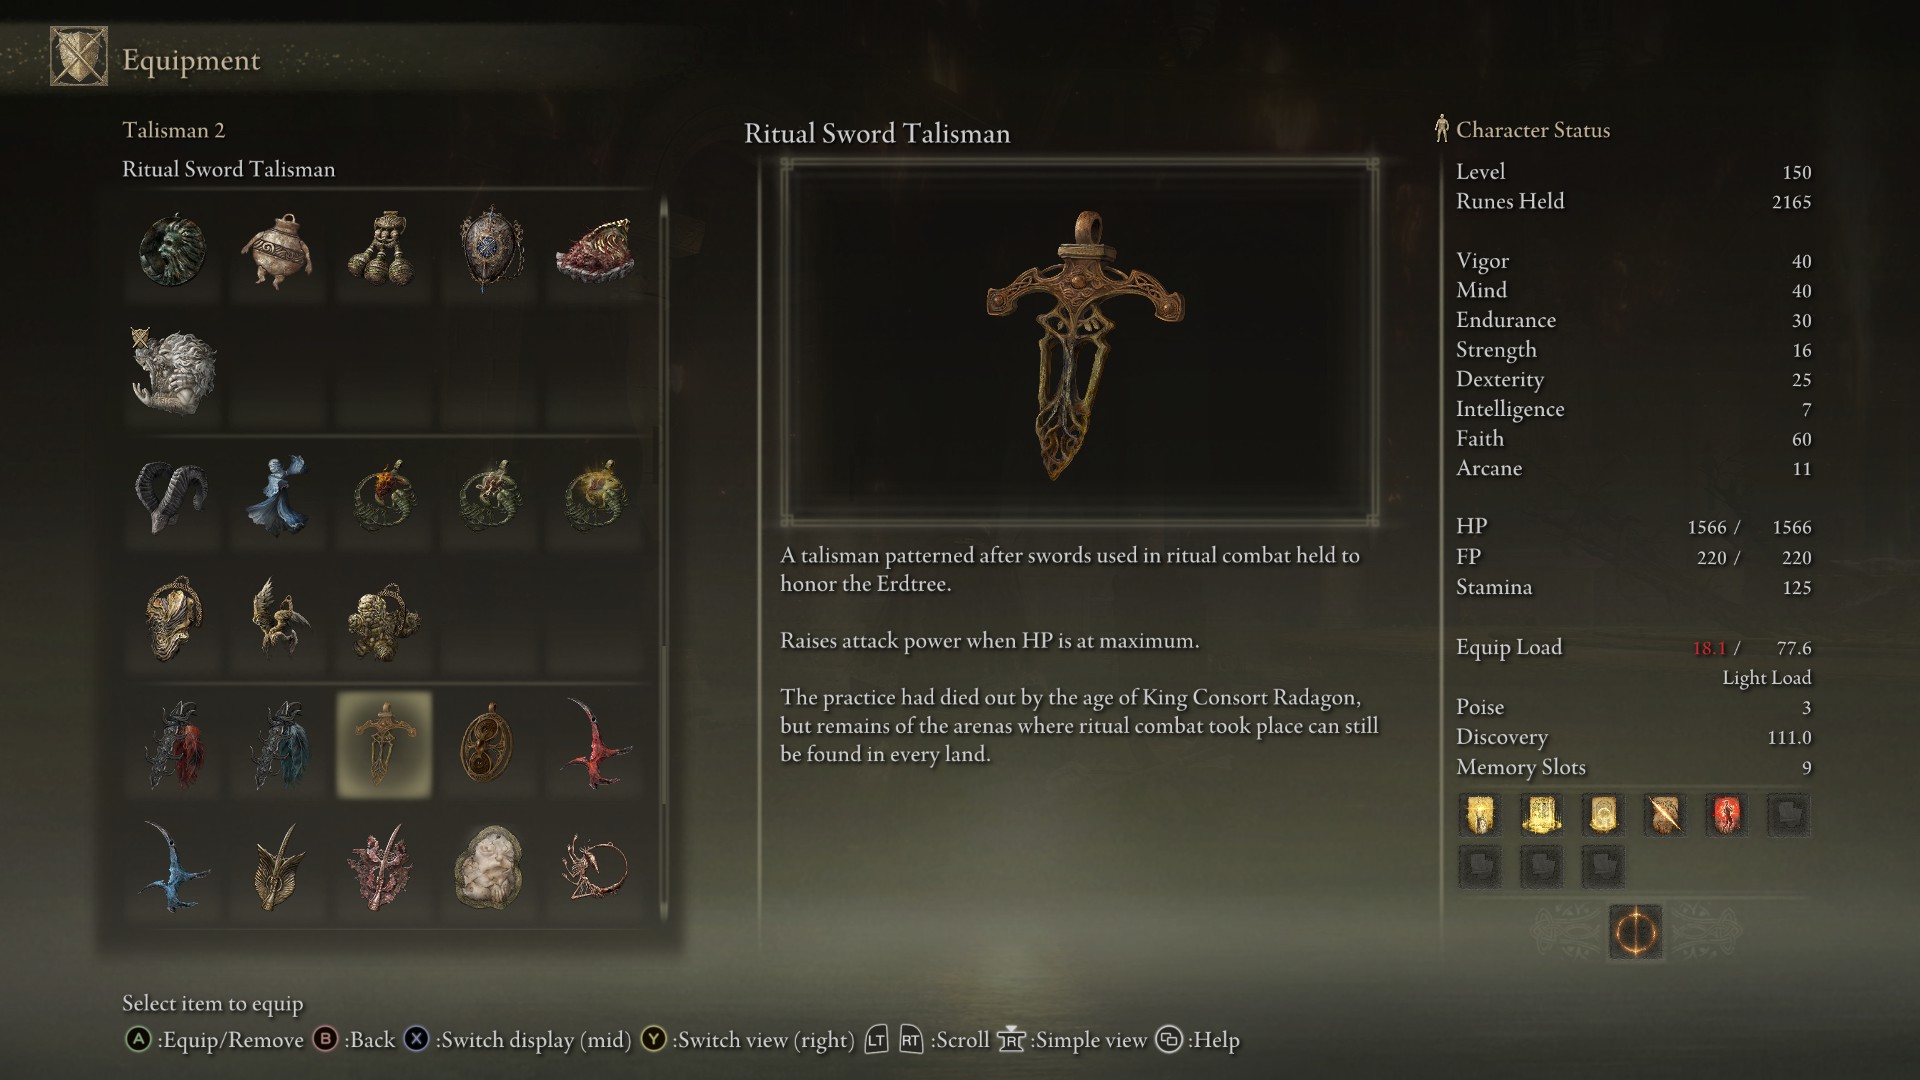 Equipment
Talisman 2
Ritual Sword Talisman
Ritual Sword Talisman
A talisman patterned after swords used in ritual combat held to
honor the Erdtree.
Raises attack power when HP is at maximum.
The practice had died out by the age of King Consort Radagon,
but remains of the arenas where ritual combat took place can still
be found in every land.
Character Status
Level 150
Runes Held 2165
Vigor 40
Mind 40
Endurance 30
Strength 16
Dexterity 25
Intelligence 7
Faith 60
Arcane 11
HP 1566 / 1566
FP 220 / 220
Stamina 125
Equip Load 18.1 / 77.6
Light Load
Poise 3
Discovery 111.0
Memory Slots 9
Select item to equip
A :Equip/Remove B :Back X :Switch display (mid) Y :Switch view (right) LT RT :Scroll R :Simple view :Help